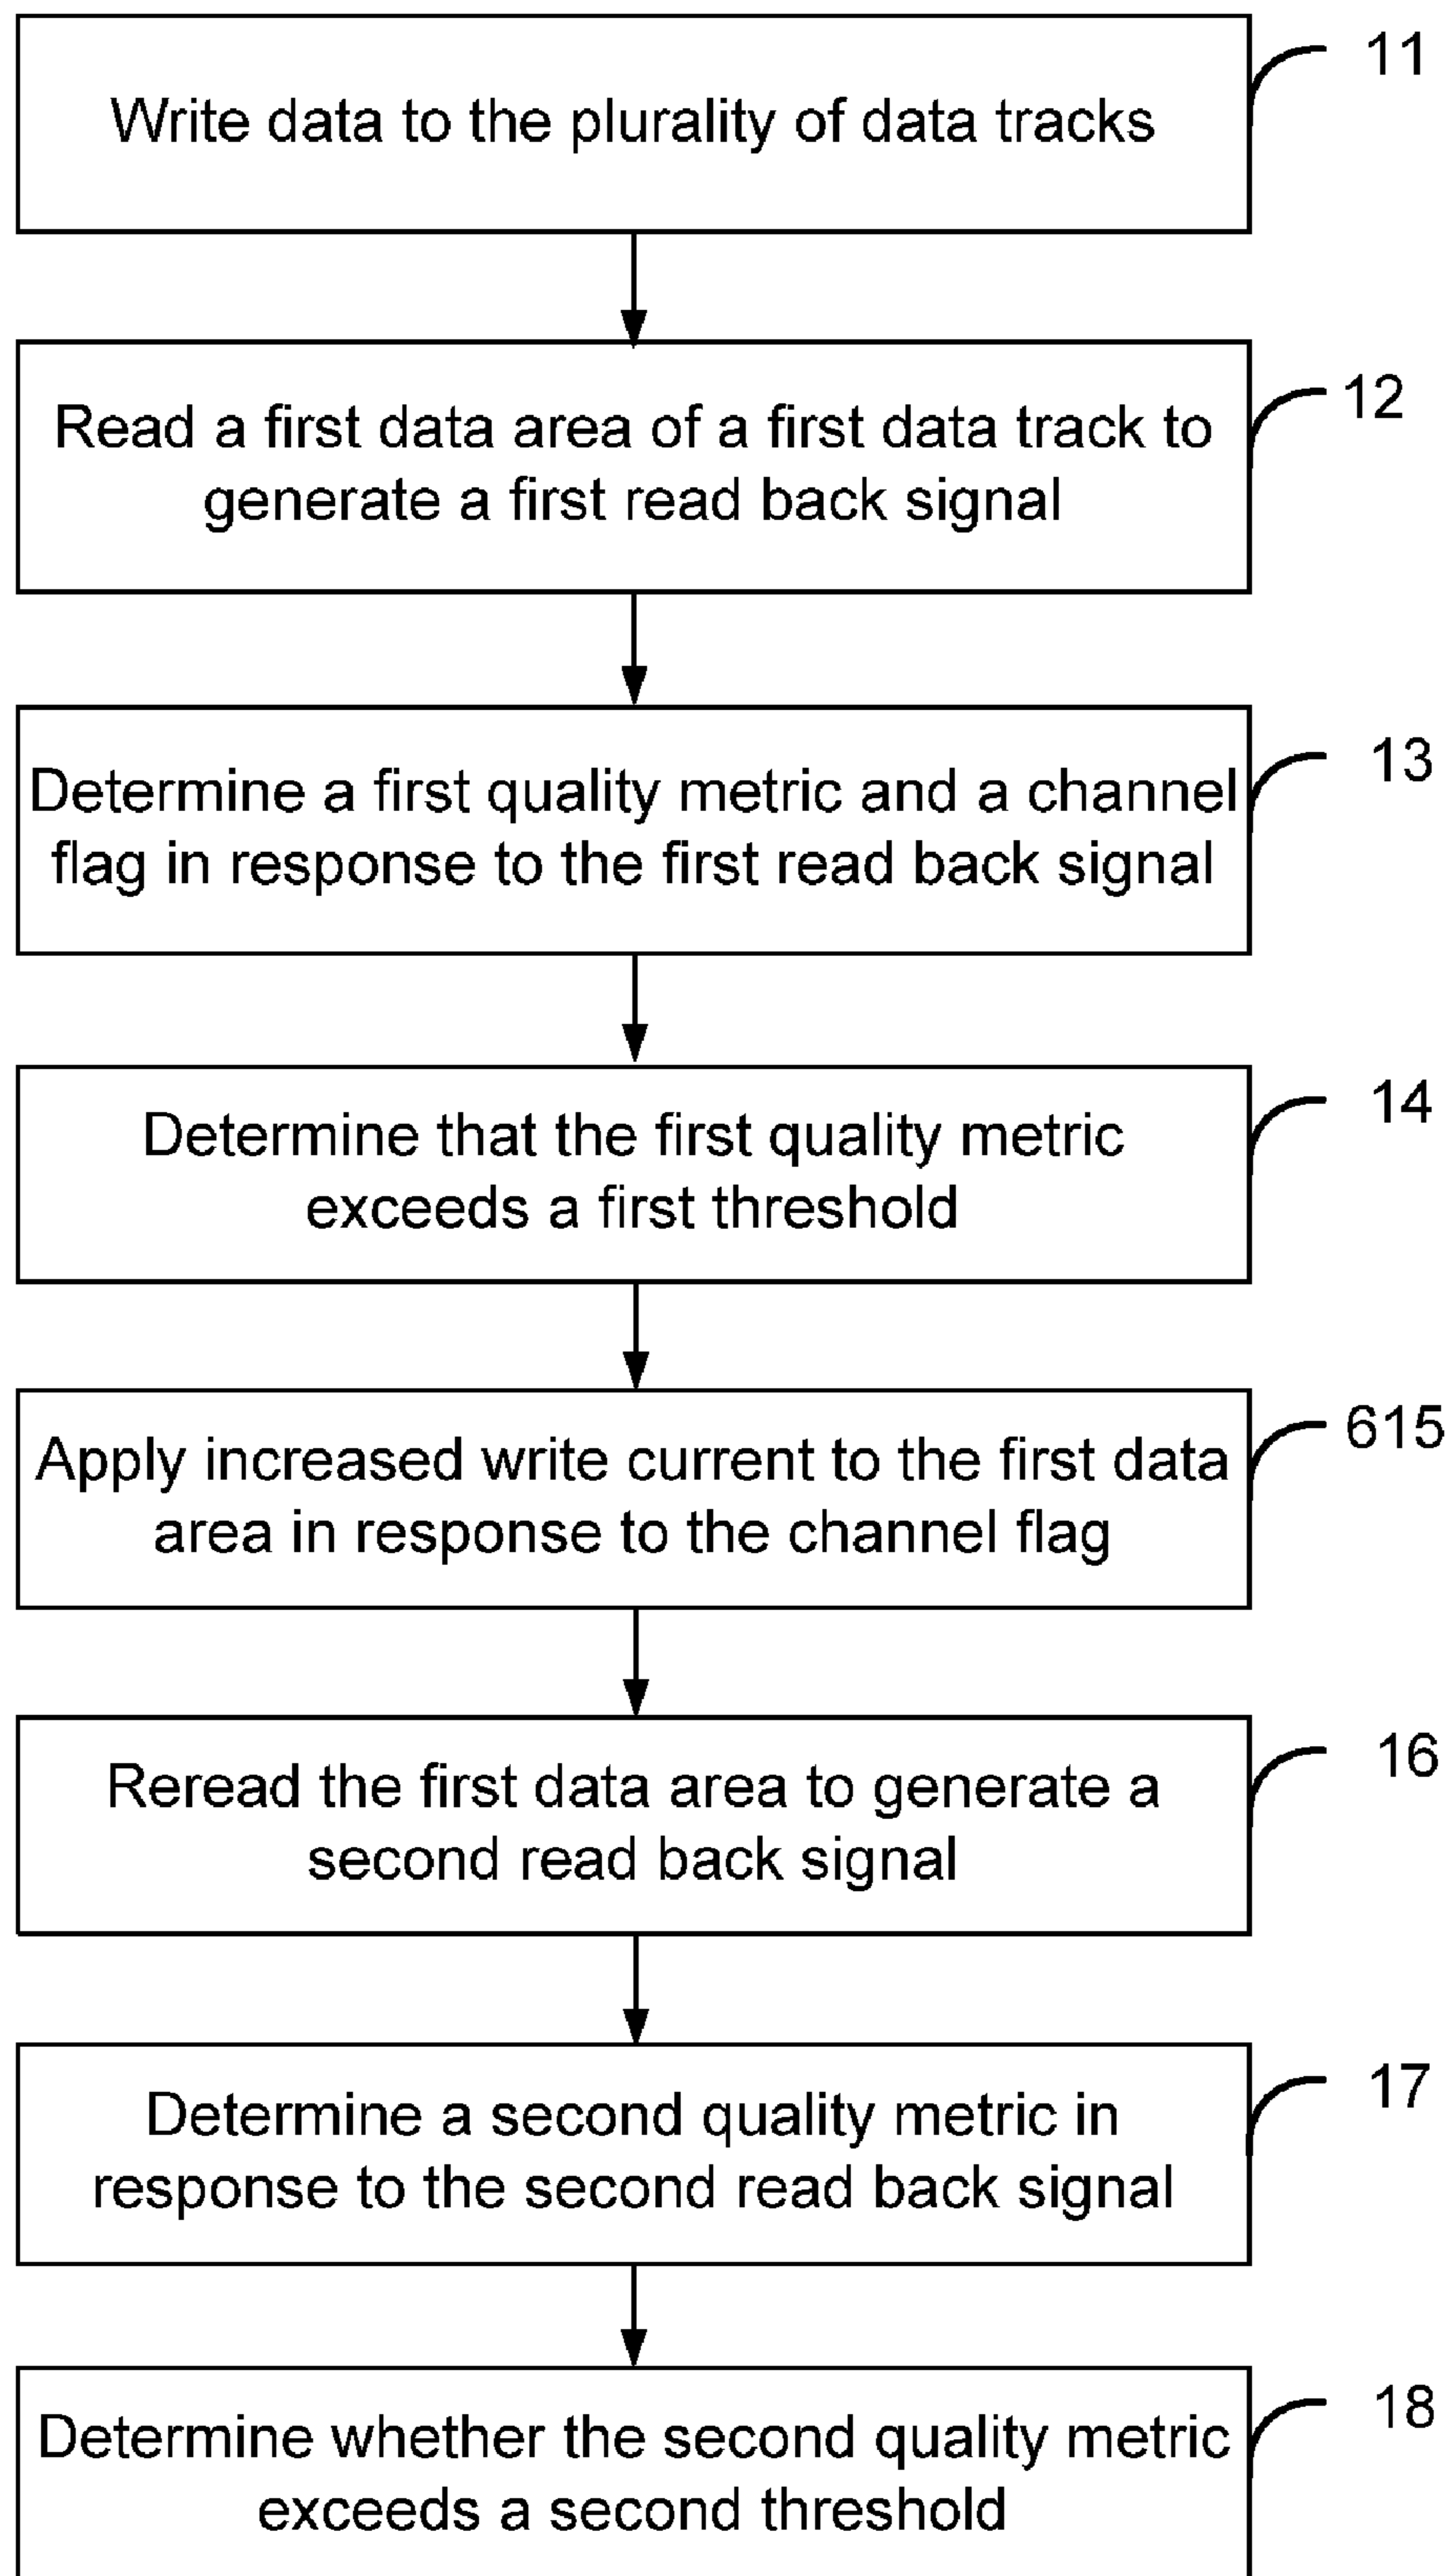 Write data to the plurality of data tracks
11
Read a first data area of a first data track to
generate a first read back signal
12
Determine a first quality metric and a channel
flag in response to the first read back signal
13
Determine that the first quality metric
exceeds a first threshold
14
Apply increased write current to the first data
area in response to the channel flag
615
Reread the first data area to generate a
second read back signal
16
Determine a second quality metric in
response to the second read back signal
17
Determine whether the second quality metric
exceeds a second threshold
18